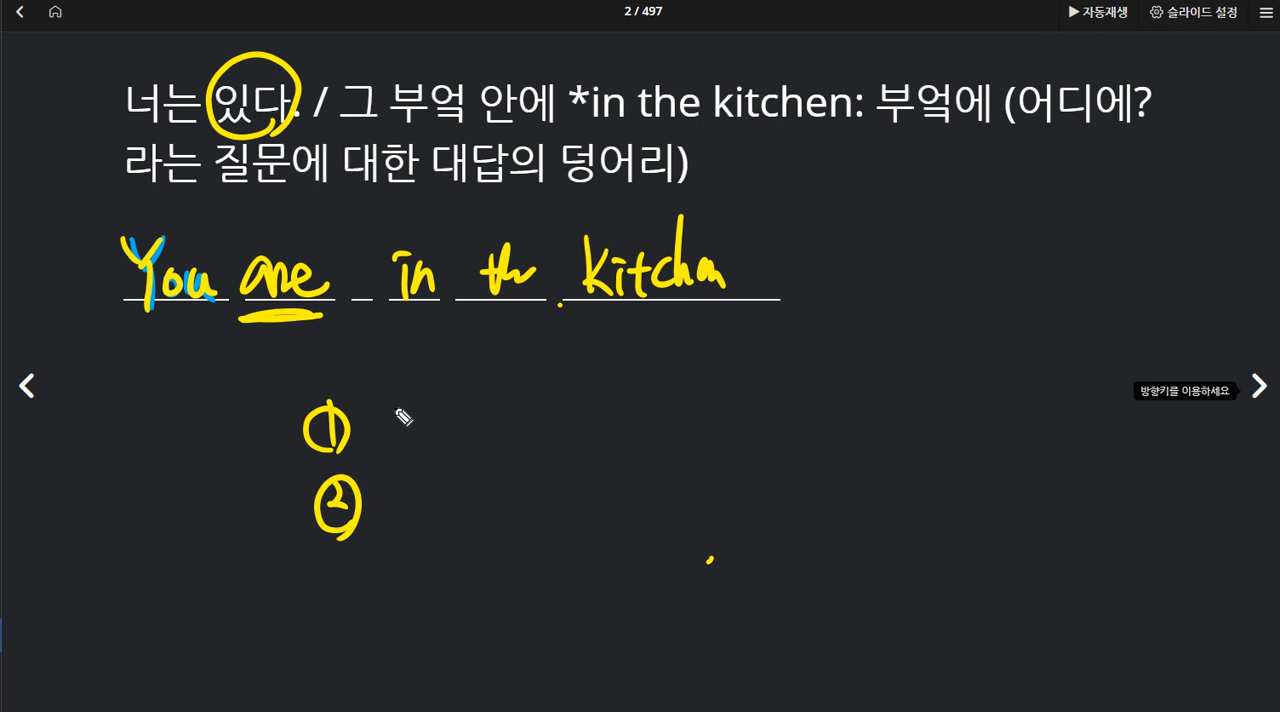 2 / 497
자동재생
슬라이드 설정
너는 있다. / 그 부엌 안에 *in the kitchen: 부엌에 (어디에?
라는 질문에 대한 대답의 덩어리)
You are in the kitchen
방향키를 이용하세요
①
②